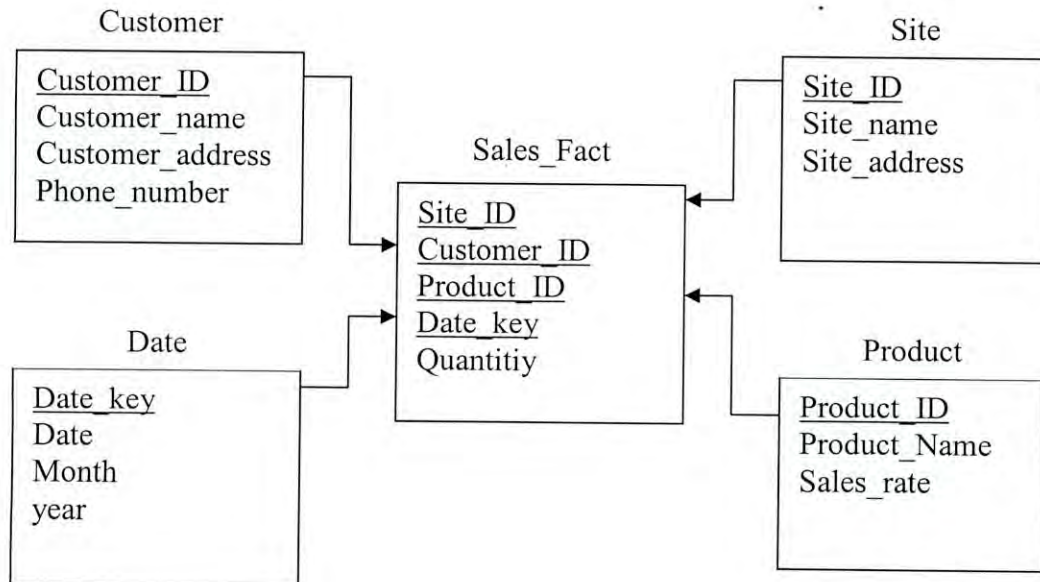 Customer
Customer_ID
Customer_name
Customer_address
Phone_number
Site
Site_ID
Site_name
Site_address
Sales_Fact
Site_ID
Customer_ID
Product_ID
Date_key
Quantitiy
Date
Date_key
Date
Month
year
Product
Product_ID
Product_Name
Sales_rate